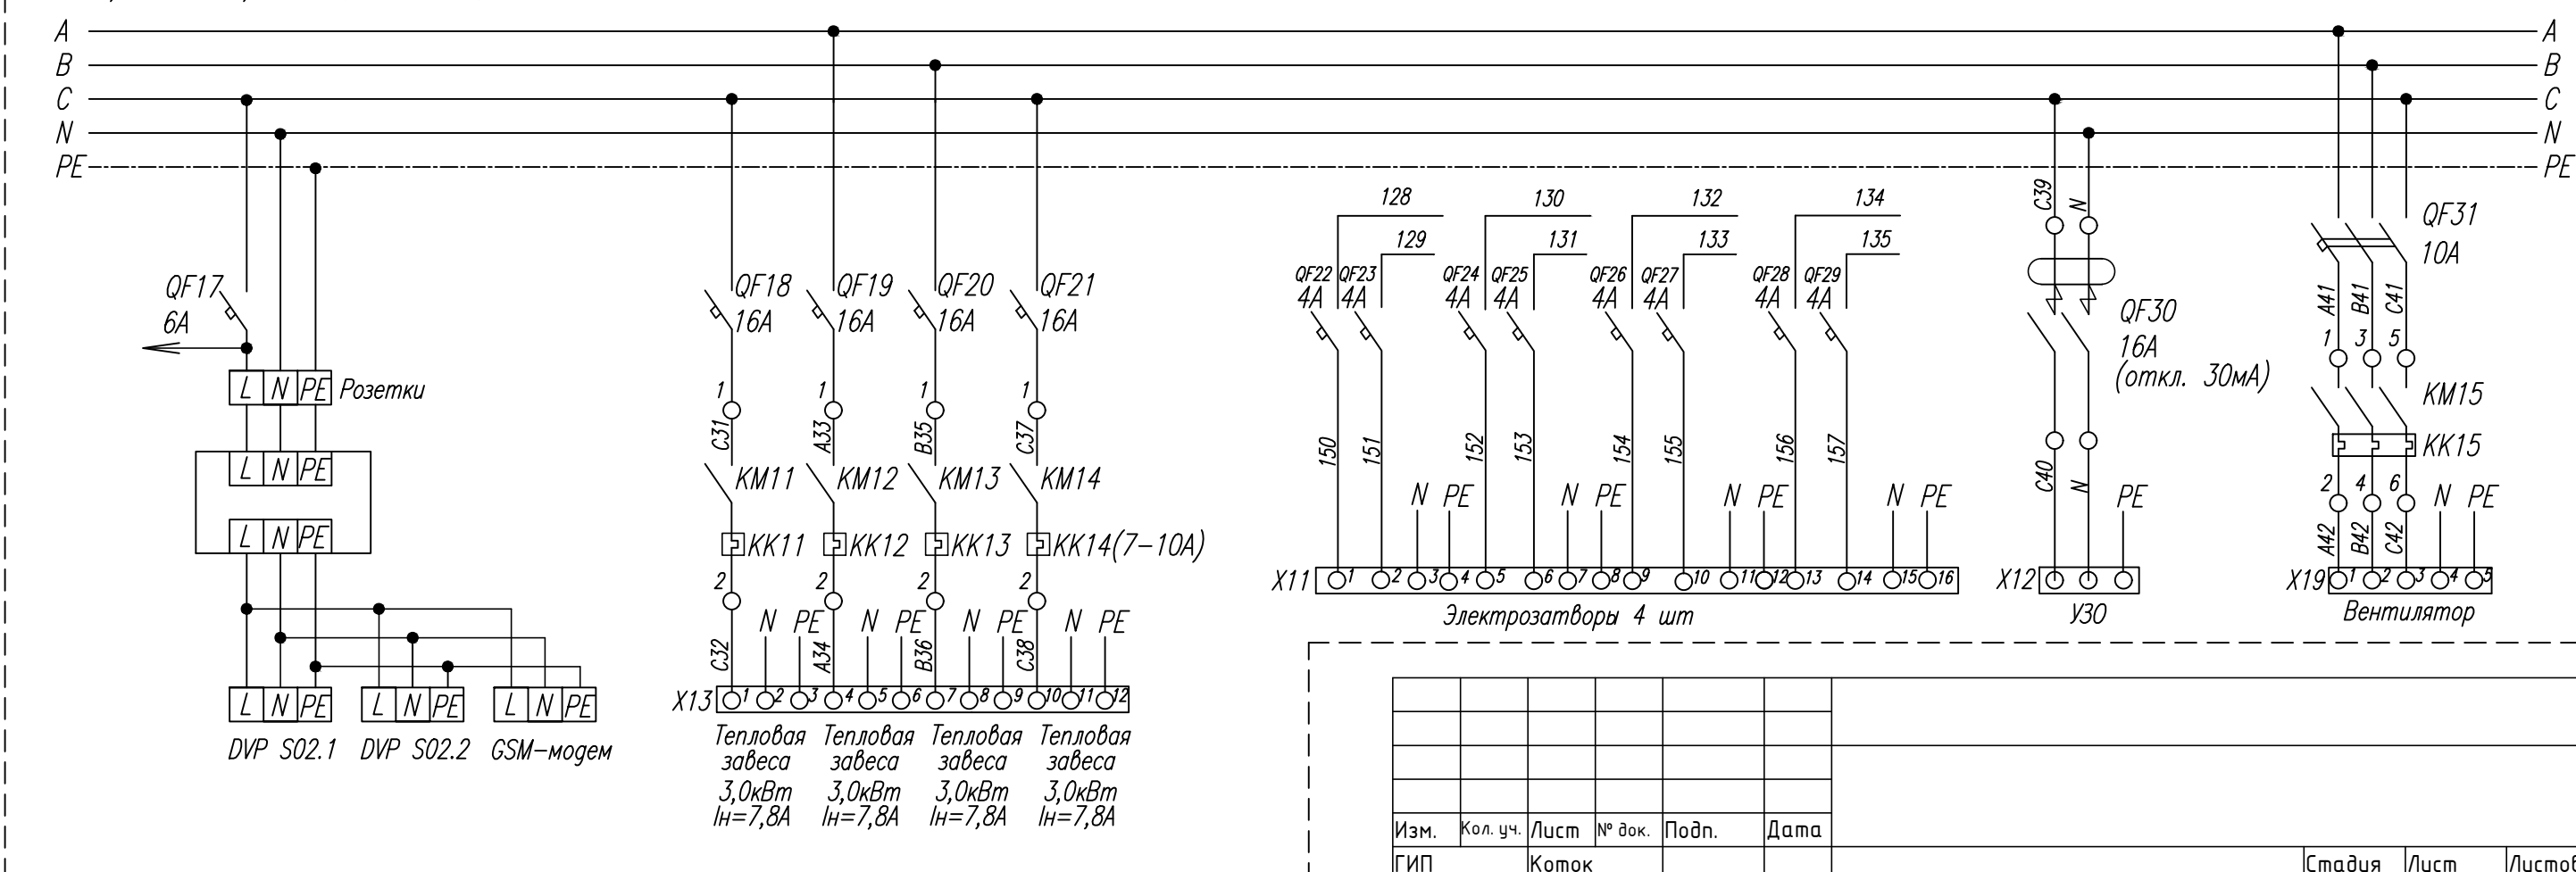 A A
B B
C C
N N
PE PE
QF17
6A
L N PE Розетки
L N PE
L N PE
L N PE L N PE L N PE
DVP S02.1 DVP S02.2 GSM-модем
QF18 QF19 QF20 QF21
16A 16A 16A 16A
1 1 1 1
C31 A33 B35 C37
KM11 KM12 KM13 KM14
KK11 KK12 KK13 KK14(7-10A)
2 2 2 2
C32 N PE A34 N PE B36 N PE C38 N PE
X13 1 2 3 4 5 6 7 8 9 10 11 12
Тепловая Тепловая Тепловая Тепловая
завеса завеса завеса завеса
3,0кВт 3,0кВт 3,0кВт 3,0кВт
Iн=7,8А Iн=7,8А Iн=7,8А Iн=7,8А
128 130 132 134
129 131 133 135
QF22 QF23 QF24 QF25 QF26 QF27 QF28 QF29
4A 4A 4A 4A 4A 4A 4A 4A
150 151 152 153 154 155 156 157
N PE N PE N PE N PE
X11 1 2 3 4 5 6 7 8 9 10 11 12 13 14 15 16
Электрозатворы 4 шт
C39 N
QF30
16A
(откл. 30мА)
C40 N PE
X12
УЗО
QF31
10A
A41 B41 C41
1 3 5
KM15
KK15
2 4 6
A42 B42 C42 N PE
X19 1 2 3 4 5
Вентилятор
Изм. Кол. уч. Лист № док. Подп. Дата
ГИП Коток Стадия Лист Листов